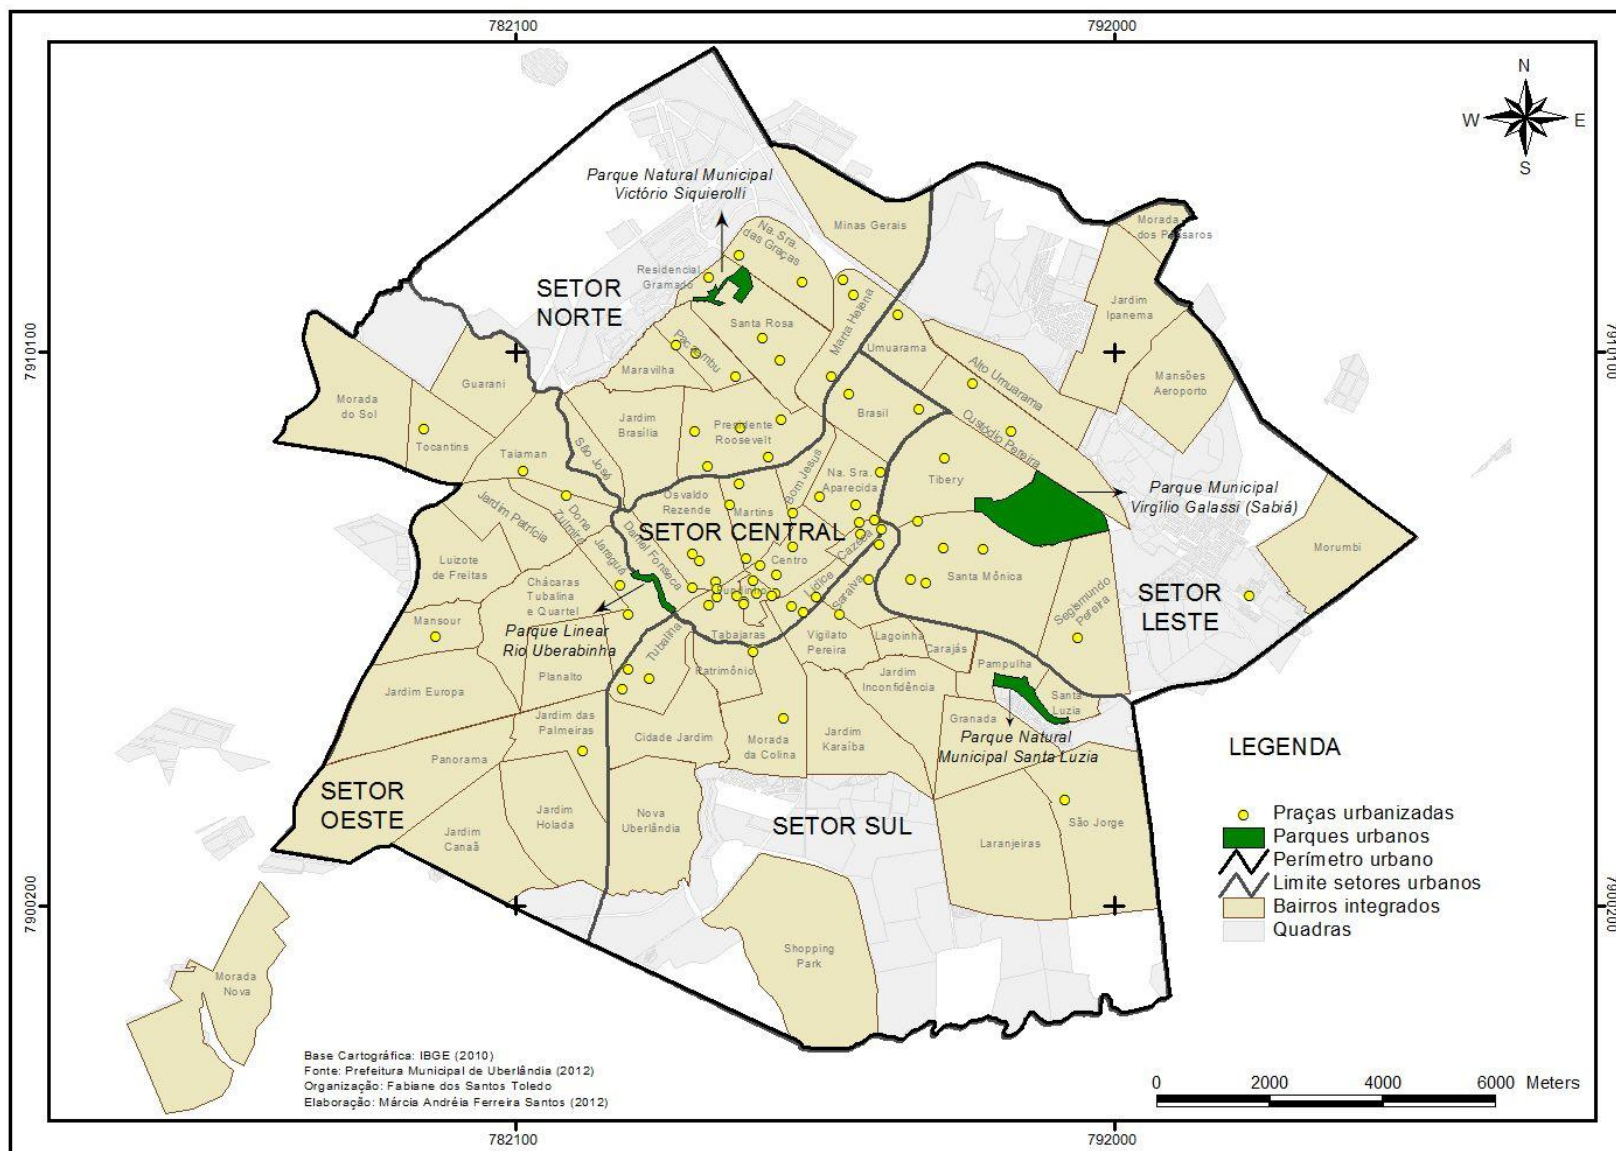 782100
792000
N
W E
S
7910100
7910100
7900200
7900200
Parque Natural Municipal
Victório Siquierolli
Minas Gerais
Na. Sra.
das Graças
Morada
dos Pássaros
SETOR
NORTE
Residencial
Gramado
Jardim
Ipanema
Santa Rosa
Marta Helena
Umuarama
Alto Umuarama
Pacaembu
Maravilha
Guarani
Mansões
Aeroporto
Morada
do Sol
Tocantins
Jardim
Brasília
Presidente
Roosevelt
Brasil
Custódio Pereira
Taiaman
São José
Bom Jesus
Na. Sra.
Aparecida
Tibery
Osvaldo
Rezende
Martins
Parque Municipal
Virgílio Galassi (Sabiá)
Jardim Patrícia
Dona
Zulmira
SETOR CENTRAL
Daniel Fonseca
Jaraguá
Centro
Cazeca
Morumbi
Luizote
de Freitas
Chácaras
Tubalina
e Quartel
Fundinho
Lídice
Saraiva
Santa Mônica
Segismundo
Pereira
SETOR
LESTE
Mansour
Parque Linear
Rio Uberabinha
Tubalina
Tabajaras
Vigilato
Pereira
Lagoinha
Carajás
Planalto
Patrimônio
Jardim
Inconfidência
Pampulha
Jardim Europa
Santa
Luzia
Jardim das
Palmeiras
Cidade Jardim
Morada
da Colina
Jardim
Karaíba
Granada
Parque Natural
Municipal Santa Luzia
Panorama
SETOR
OESTE
Jardim
Holada
Nova
Uberlândia
SETOR SUL
Jardim
Canaã
Laranjeiras
São Jorge
Shopping
Park
Morada
Nova
LEGENDA
Praças urbanizadas
Parques urbanos
Perímetro urbano
Limite setores urbanos
Bairros integrados
Quadras
Base Cartográfica: IBGE (2010)
Fonte: Prefeitura Municipal de Uberlândia (2012)
Organização: Fabiane dos Santos Toledo
Elaboração: Márcia Andréia Ferreira Santos (2012)
0 2000 4000 6000 Meters
782100
792000